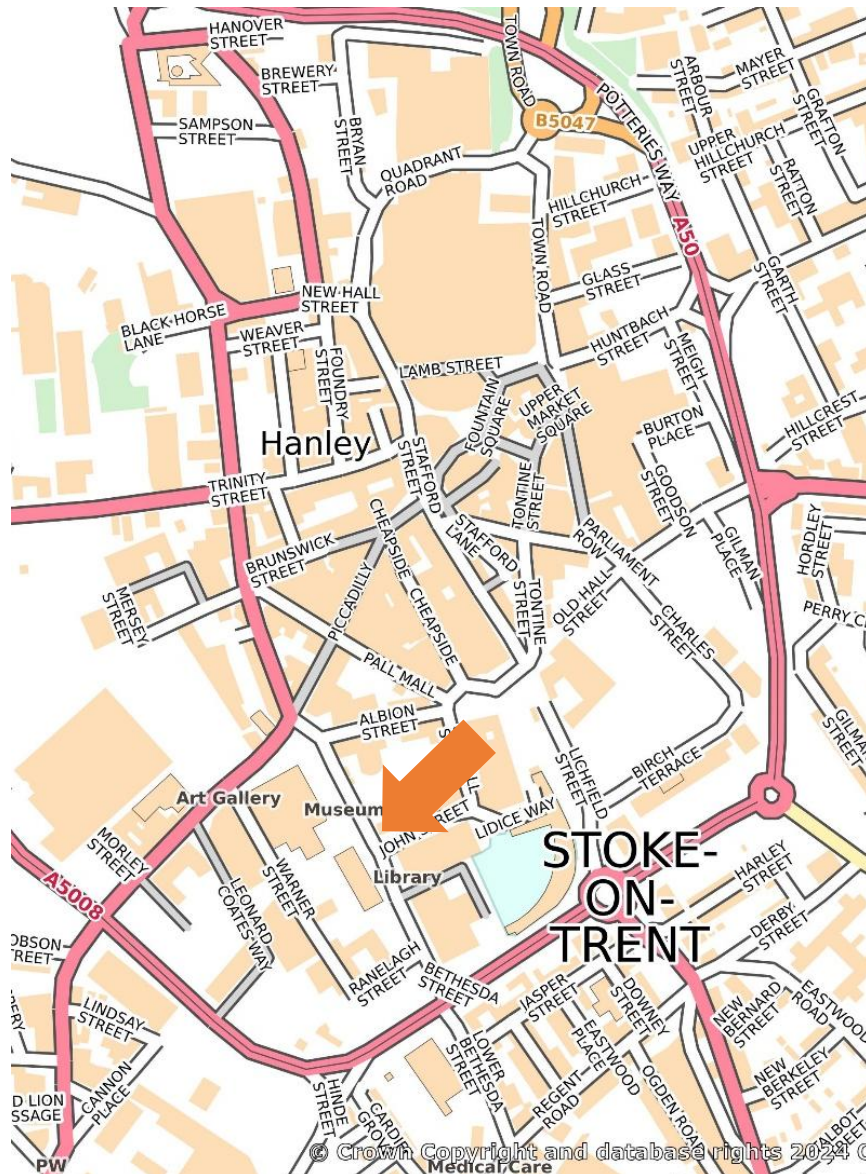 HANOVER
STREET
BREWERY
STREET
TOWN ROAD
POTTERIES WAY
MAYER
STREET
ARBOUR
STREET
GRAFTON
SAMPSON
STREET
BRYAN
STREET
B5047
UPPER
HILLCHURCH
STREET
RATTON
STREET
QUADRANT
ROAD
HILLCHURCH
STREET
TOWN ROAD
A50
GLASS
STREET
GARTH
STREET
NEW HALL
STREET
BLACK HORSE
LANE
WEAVER
STREET
FOUNDRY
STREET
HUNTBACH
STREET
MEIGH
STREET
LAMB STREET
FOUNTAIN
SQUARE
UPPER
MARKET
SQUARE
BURTON
PLACE
HILLCREST
STREET
Hanley
STAFFORD
STREET
TRINITY
STREET
TONTINE
STREET
GOODSON
STREET
GILMAN
PLACE
CHEAPSIDE
STAFFORD
LANE
PARLIAMENT
ROW
HORDLEY
STREET
BRUNSWICK
STREET
MERSEY
STREET
PICCADILLY
CHEAPSIDE
TONTINE
STREET
OLD HALL
STREET
CHARLES
STREET
PERRY
PALL MALL
ALBION
STREET
LICHFIELD
STREET
BIRCH
TERRACE
Art Gallery
Museum
STREET
LIDICE WAY
MORLEY
STREET
WARNER
STREET
LEONARD
COATES WAY
Library
STOKE-
ON-
TRENT
HARLEY
STREET
DERBY
STREET
A5008
RANELAGH
STREET
BETHESDA
STREET
JASPER
STREET
DOWNEY
STREET
LINDSAY
STREET
CANNON
PLACE
LOWER
BETHESDA
STREET
EASTWOOD
PLACE
NEW
BERNARD
STREET
EASTWOOD
ROAD
HINDE
STREET
REGENT
ROAD
OGDEN ROAD
NEW
BERKELEY
STREET
PW
Medical Care
© Crown Copyright and database rights 2024